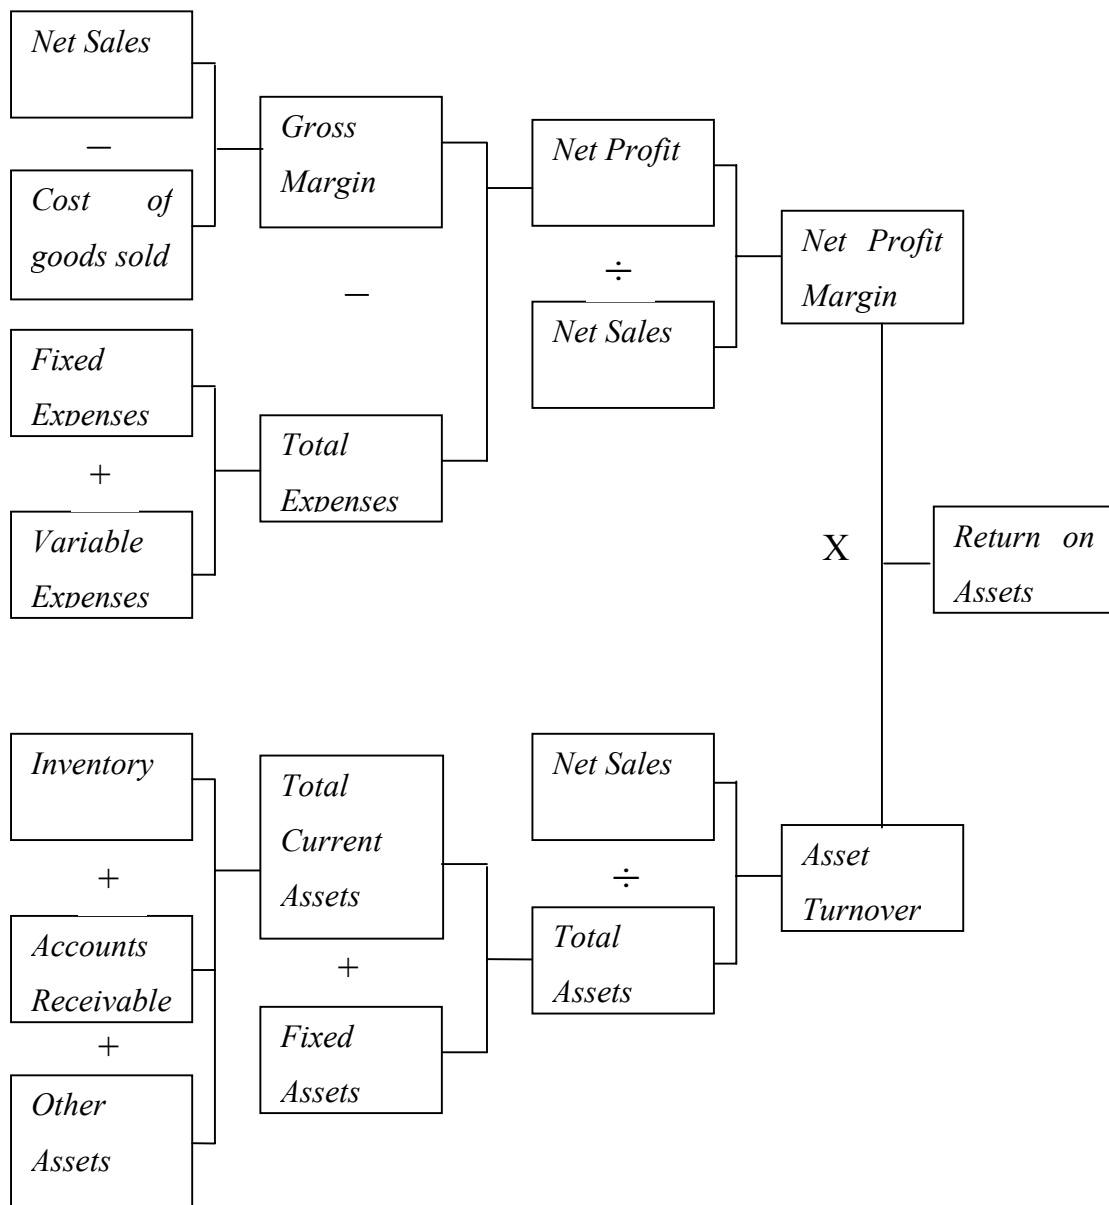 Net Sales
–
Cost of
goods sold
Gross
Margin
–
Fixed
Expenses
+
Variable
Expenses
Total
Expenses
Net Profit
÷
Net Sales
Net Profit
Margin
X
Return on
Assets
Inventory
+
Accounts
Receivable
+
Other
Assets
Total
Current
Assets
+
Fixed
Assets
Net Sales
÷
Total
Assets
Asset
Turnover